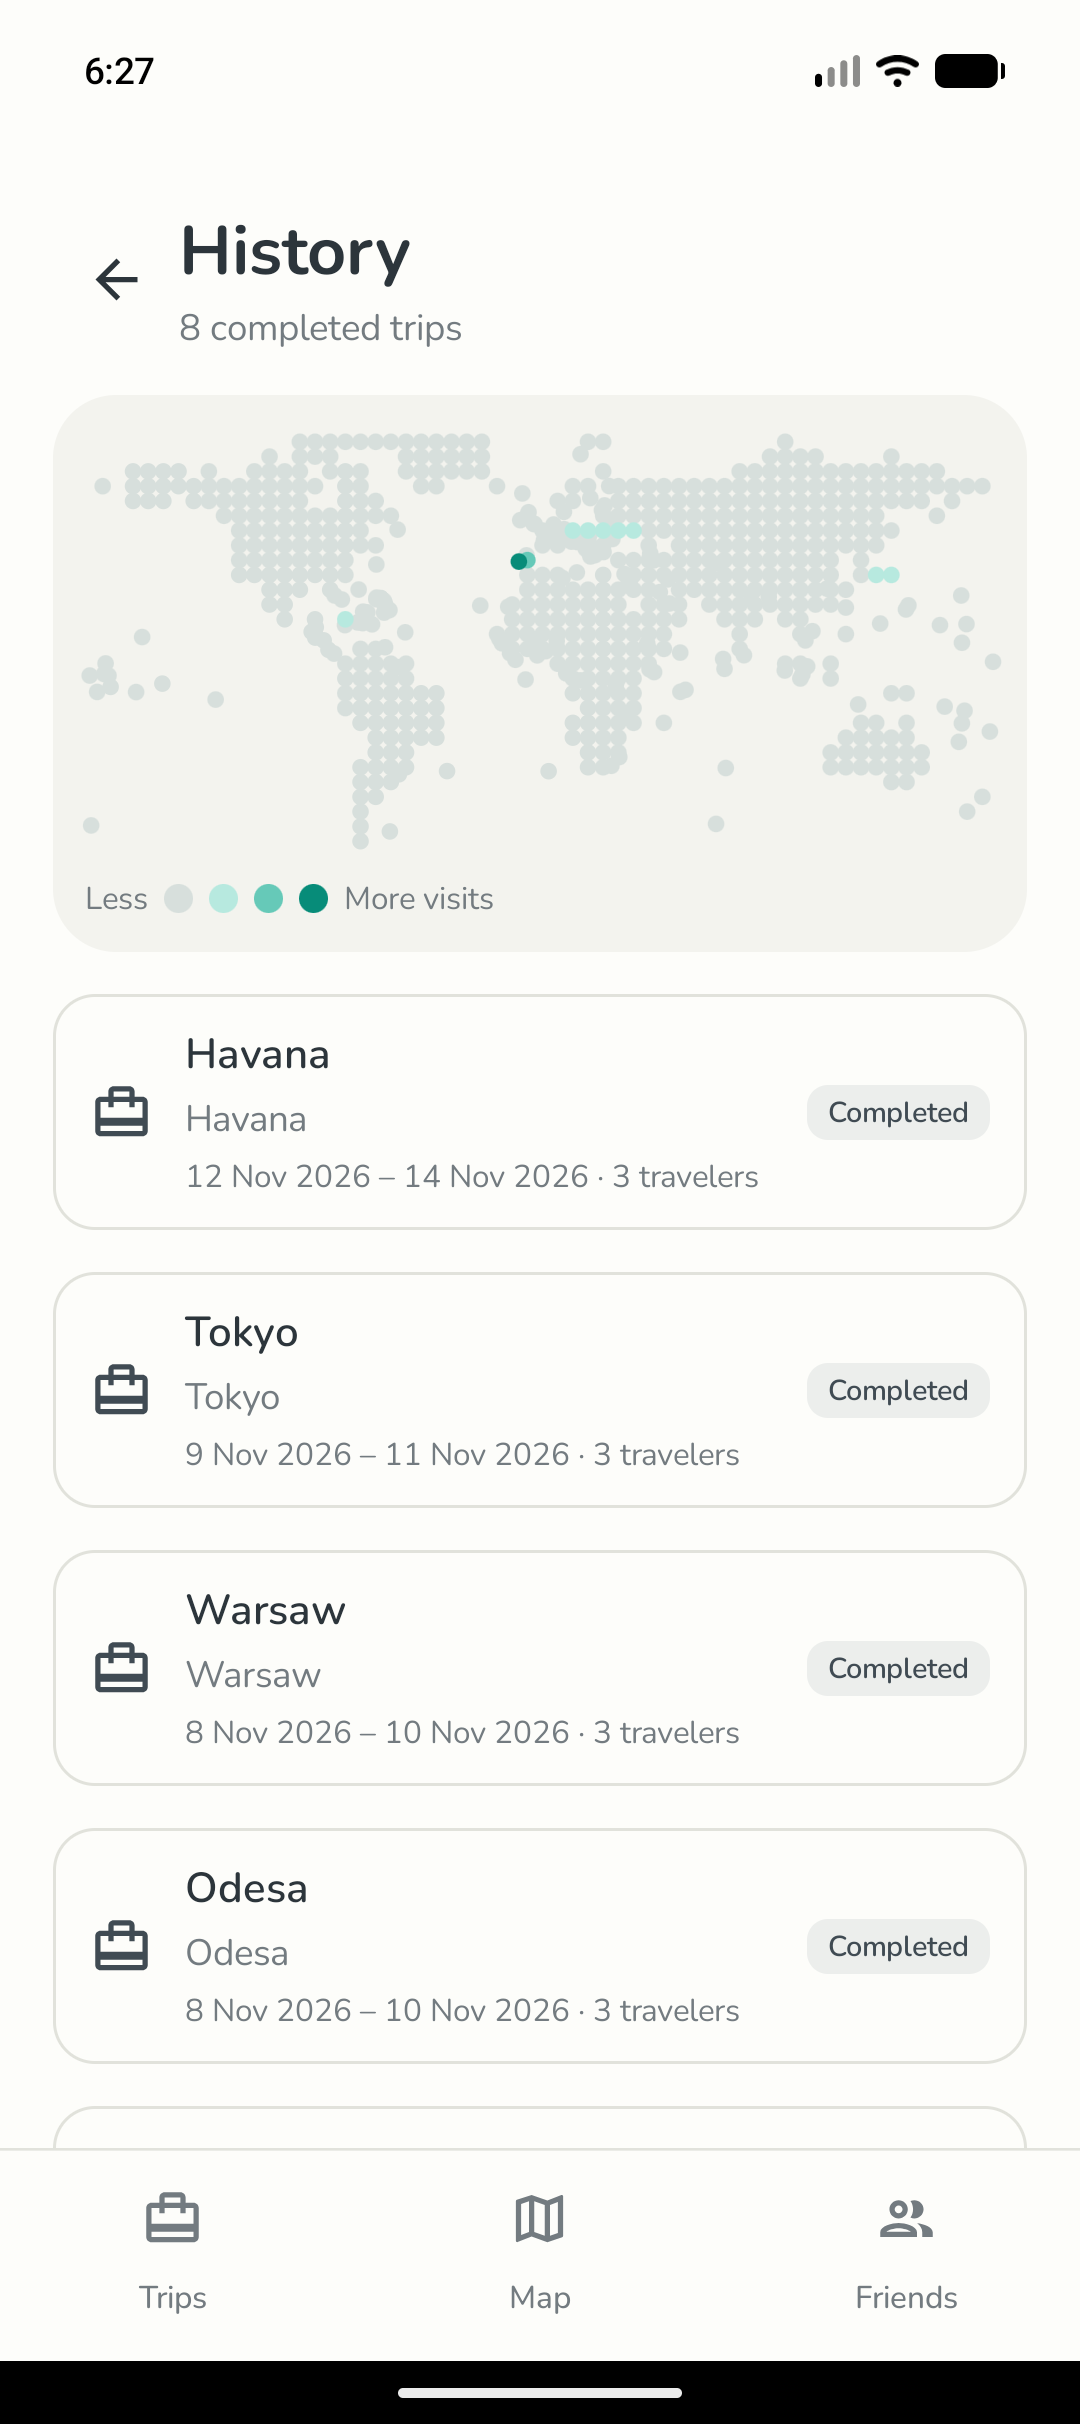 6:27
History
8 completed trips
Less
More visits
Havana
Havana
Completed
12 Nov 2026 – 14 Nov 2026 · 3 travelers
Tokyo
Tokyo
Completed
9 Nov 2026 – 11 Nov 2026 · 3 travelers
Warsaw
Warsaw
Completed
8 Nov 2026 – 10 Nov 2026 · 3 travelers
Odesa
Odesa
Completed
8 Nov 2026 – 10 Nov 2026 · 3 travelers
Trips
Map
Friends